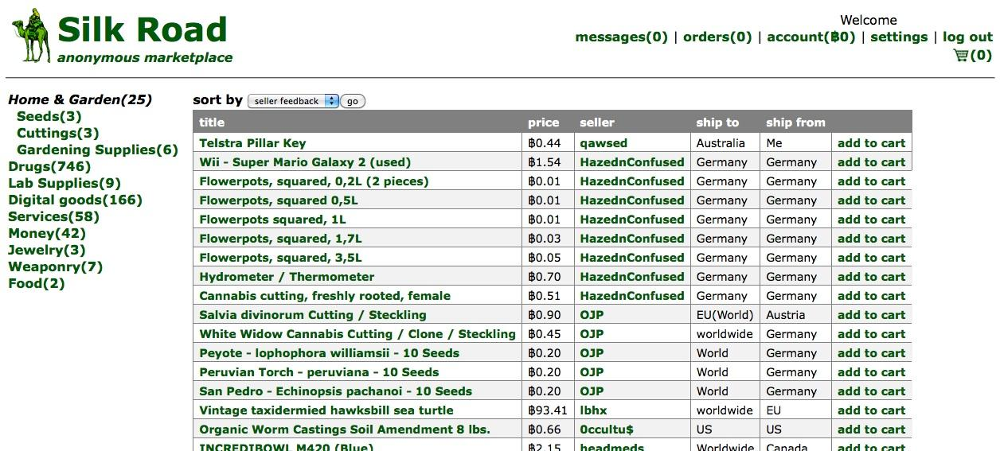 Silk Road
anonymous marketplace
Welcome
messages(0) | orders(0) | account(฿0) | settings | log out
(0)
Home & Garden(25)
Seeds(3)
Cuttings(3)
Gardening Supplies(6)
Drugs(746)
Lab Supplies(9)
Digital goods(166)
Services(58)
Money(42)
Jewelry(3)
Weaponry(7)
Food(2)
sort by seller feedback go
title price seller ship to ship from
Telstra Pillar Key ฿0.44 qawsed Australia Me add to cart
Wii - Super Mario Galaxy 2 (used) ฿1.54 HazednConfused Germany Germany add to cart
Flowerpots, squared, 0,2L (2 pieces) ฿0.01 HazednConfused Germany Germany add to cart
Flowerpots, squared 0,5L ฿0.01 HazednConfused Germany Germany add to cart
Flowerpots squared, 1L ฿0.01 HazednConfused Germany Germany add to cart
Flowerpots, squared, 1,7L ฿0.03 HazednConfused Germany Germany add to cart
Flowerpots, squared, 3,5L ฿0.05 HazednConfused Germany Germany add to cart
Hydrometer / Thermometer ฿0.70 HazednConfused Germany Germany add to cart
Cannabis cutting, freshly rooted, female ฿0.51 HazednConfused Germany Germany add to cart
Salvia divinorum Cutting / Steckling ฿0.90 OJP EU(World) Austria add to cart
White Widow Cannabis Cutting / Clone / Steckling ฿0.45 OJP worldwide Germany add to cart
Peyote - lophophora williamsii - 10 Seeds ฿0.20 OJP World Germany add to cart
Peruvian Torch - peruviana - 10 Seeds ฿0.20 OJP World Germany add to cart
San Pedro - Echinopsis pachanoi - 10 Seeds ฿0.20 OJP World Germany add to cart
Vintage taxidermied hawksbill sea turtle ฿93.41 lbhx worldwide EU add to cart
Organic Worm Castings Soil Amendment 8 lbs. ฿0.66 0ccultu$ US US add to cart
INCREDIBOWL M420 (Blue) ฿2.15 headmeds Worldwide Canada add to cart